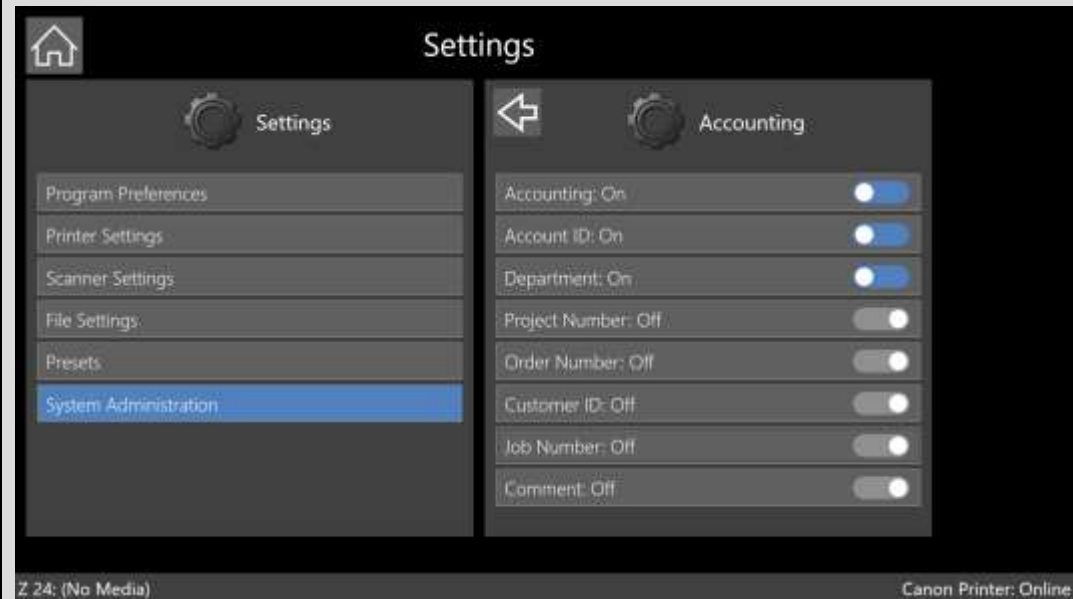 Settings
Settings
Program Preferences
Printer Settings
Scanner Settings
File Settings
Presets
System Administration
Accounting
Accounting: On
Account ID: On
Department: On
Project Number: Off
Order Number: Off
Customer ID: Off
Job Number: Off
Comment: Off
Z 24: (No Media)
Canon Printer: Online